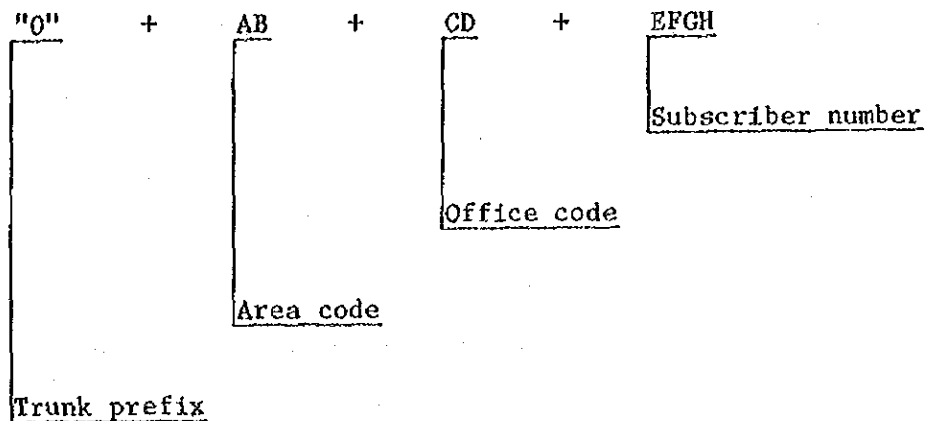 "0" + AB + CD + EFGH
Subscriber number
Office code
Area code
Trunk prefix